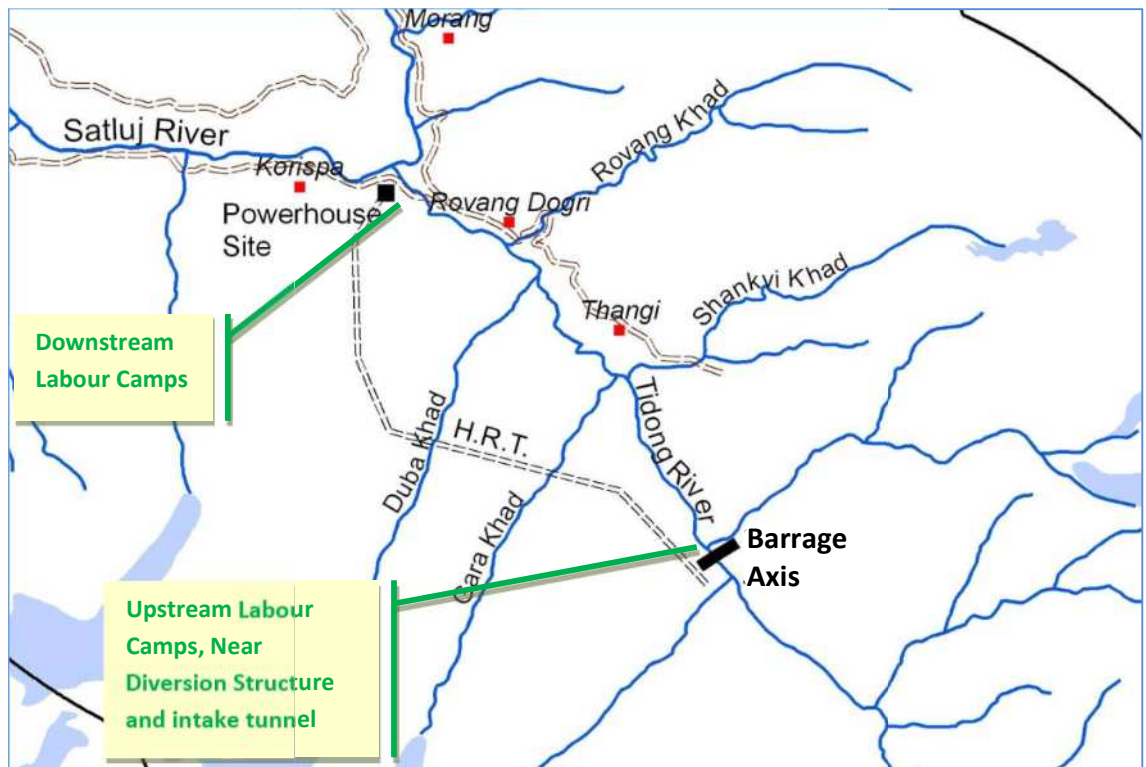 Morang
Satluj River
Korispa
Powerhouse
Site
Rovang Dogri
Rovang Khad
Shankvi Khad
Thangi
Downstream
Labour Camps
Duba Khad
H.R.T.
Gara Khad
Tidong River
Barrage
Axis
Upstream Labour
Camps, Near
Diversion Structure
and intake tunnel